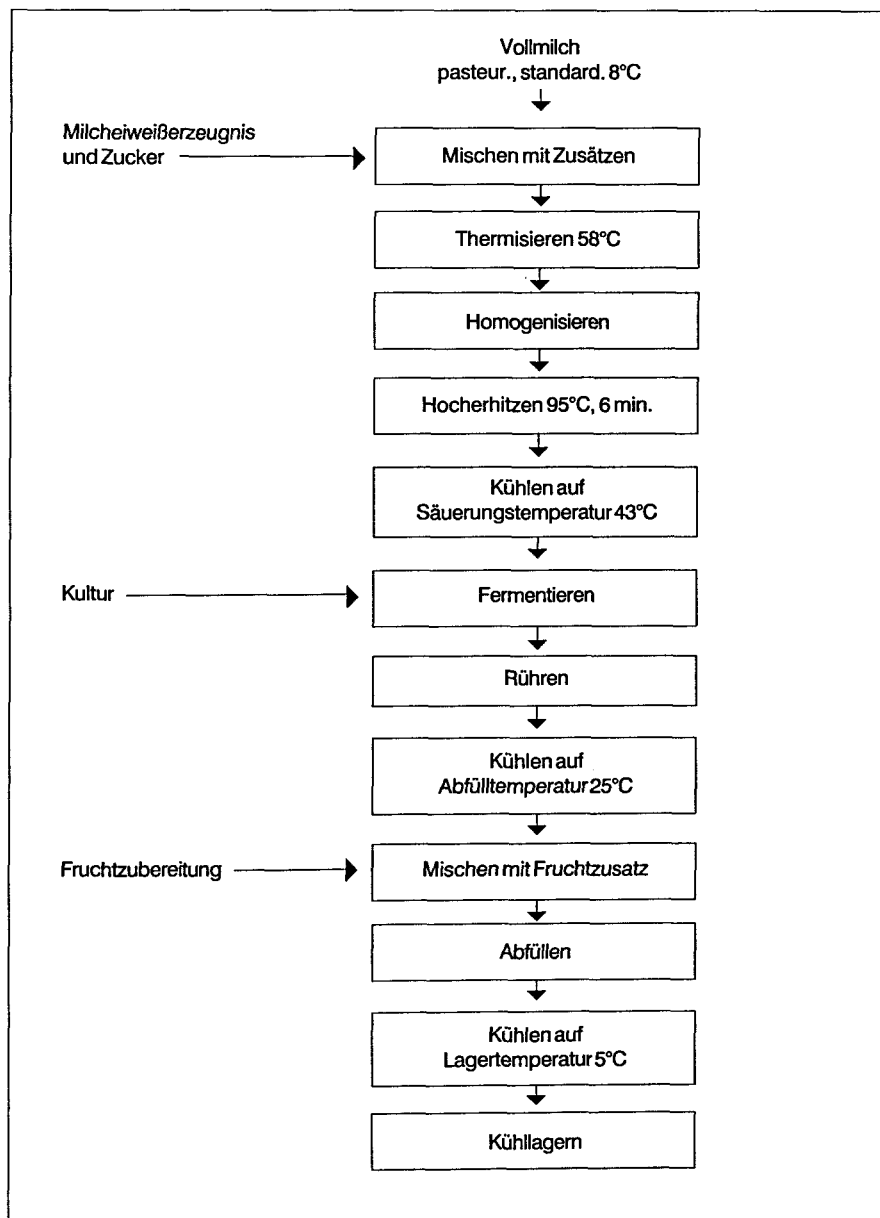 Vollmilch
pasteur., standard. 8°C
Milcheiweißerzeugnis
und Zucker
Mischen mit Zusätzen
Thermisieren 58°C
Homogenisieren
Hocherhitzen 95°C, 6 min.
Kühlen auf
Säuerungstemperatur 43°C
Kultur
Fermentieren
Rühren
Kühlen auf
Abfülltemperatur 25°C
Fruchtzubereitung
Mischen mit Fruchtzusatz
Abfüllen
Kühlen auf
Lagertemperatur 5°C
Kühllagern